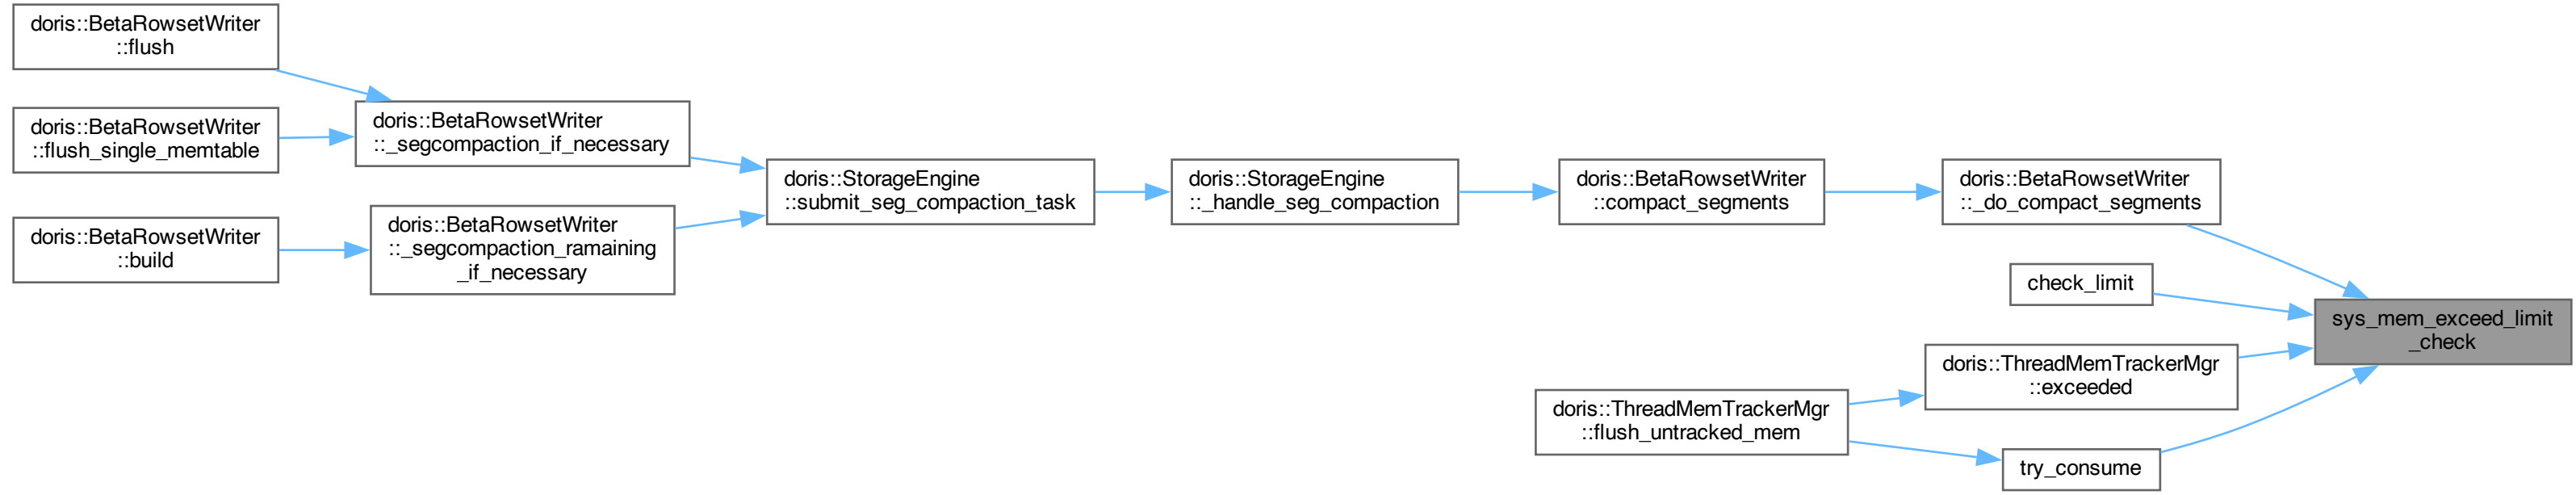 doris::BetaRowsetWriter
::flush
doris::BetaRowsetWriter
::flush_single_memtable
doris::BetaRowsetWriter
::build
doris::BetaRowsetWriter
::_segcompaction_if_necessary
doris::BetaRowsetWriter
::_segcompaction_ramaining
_if_necessary
doris::StorageEngine
::submit_seg_compaction_task
doris::StorageEngine
::_handle_seg_compaction
doris::BetaRowsetWriter
::compact_segments
doris::BetaRowsetWriter
::_do_compact_segments
check_limit
doris::ThreadMemTrackerMgr
::exceeded
doris::ThreadMemTrackerMgr
::flush_untracked_mem
try_consume
sys_mem_exceed_limit
_check